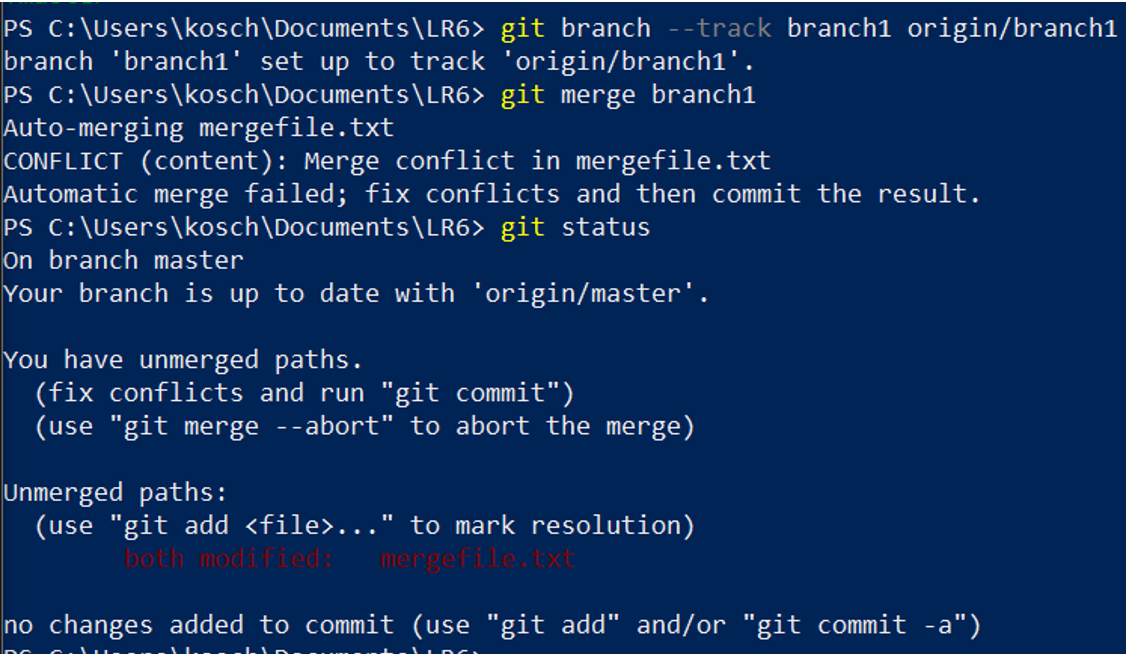 PS C:\Users\kosch\Documents\LR6> git branch --track branch1 origin/branch1
branch 'branch1' set up to track 'origin/branch1'.
PS C:\Users\kosch\Documents\LR6> git merge branch1
Auto-merging mergefile.txt
CONFLICT (content): Merge conflict in mergefile.txt
Automatic merge failed; fix conflicts and then commit the result.
PS C:\Users\kosch\Documents\LR6> git status
On branch master
Your branch is up to date with 'origin/master'.
You have unmerged paths.
  (fix conflicts and run "git commit")
  (use "git merge --abort" to abort the merge)
Unmerged paths:
  (use "git add <file>..." to mark resolution)
        both modified:   mergefile.txt
no changes added to commit (use "git add" and/or "git commit -a")
PS C:\Users\kosch\Documents\LR6>